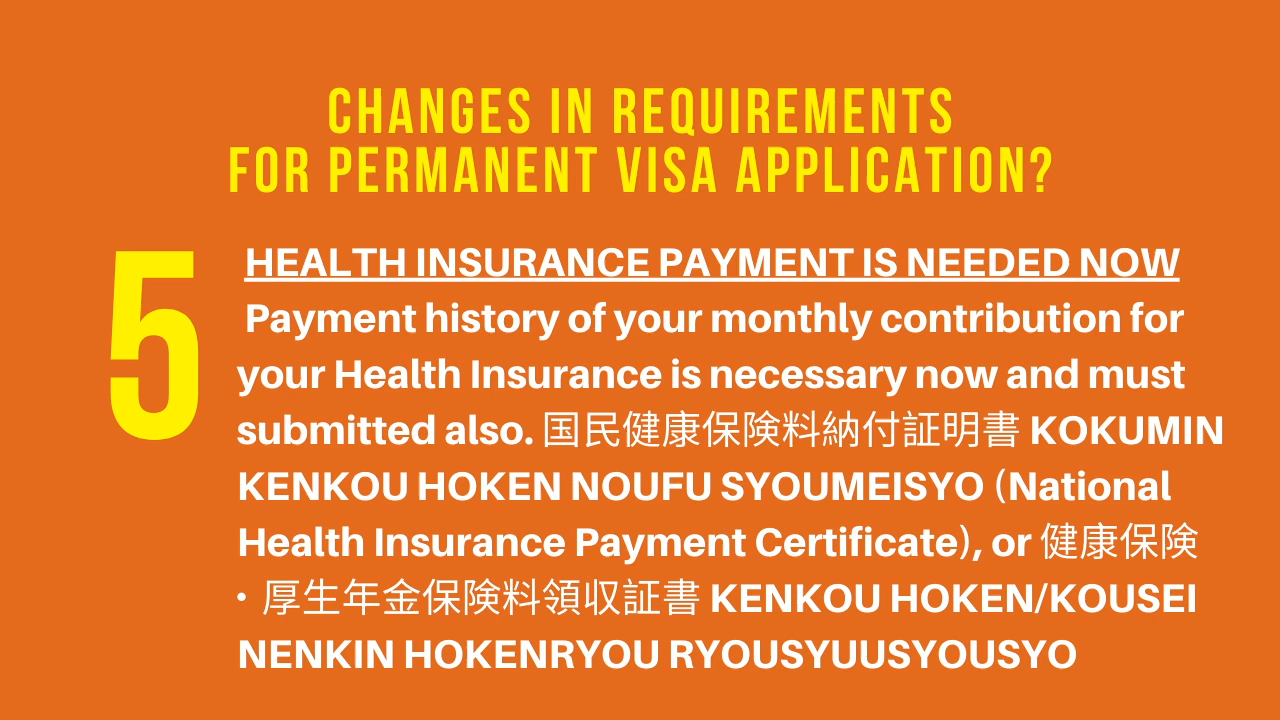 CHANGES IN REQUIREMENTS
FOR PERMANENT VISA APPLICATION?
5
HEALTH INSURANCE PAYMENT IS NEEDED NOW
Payment history of your monthly contribution for
your Health Insurance is necessary now and must
submitted also. 国民健康保険料納付証明書 KOKUMIN
KENKOU HOKEN NOUFU SYOUMEISYO (National
Health Insurance Payment Certificate), or 健康保険
・厚生年金保険料領収証書 KENKOU HOKEN/KOUSEI
NENKIN HOKENRYOU RYOUSYUUSYOUSYO